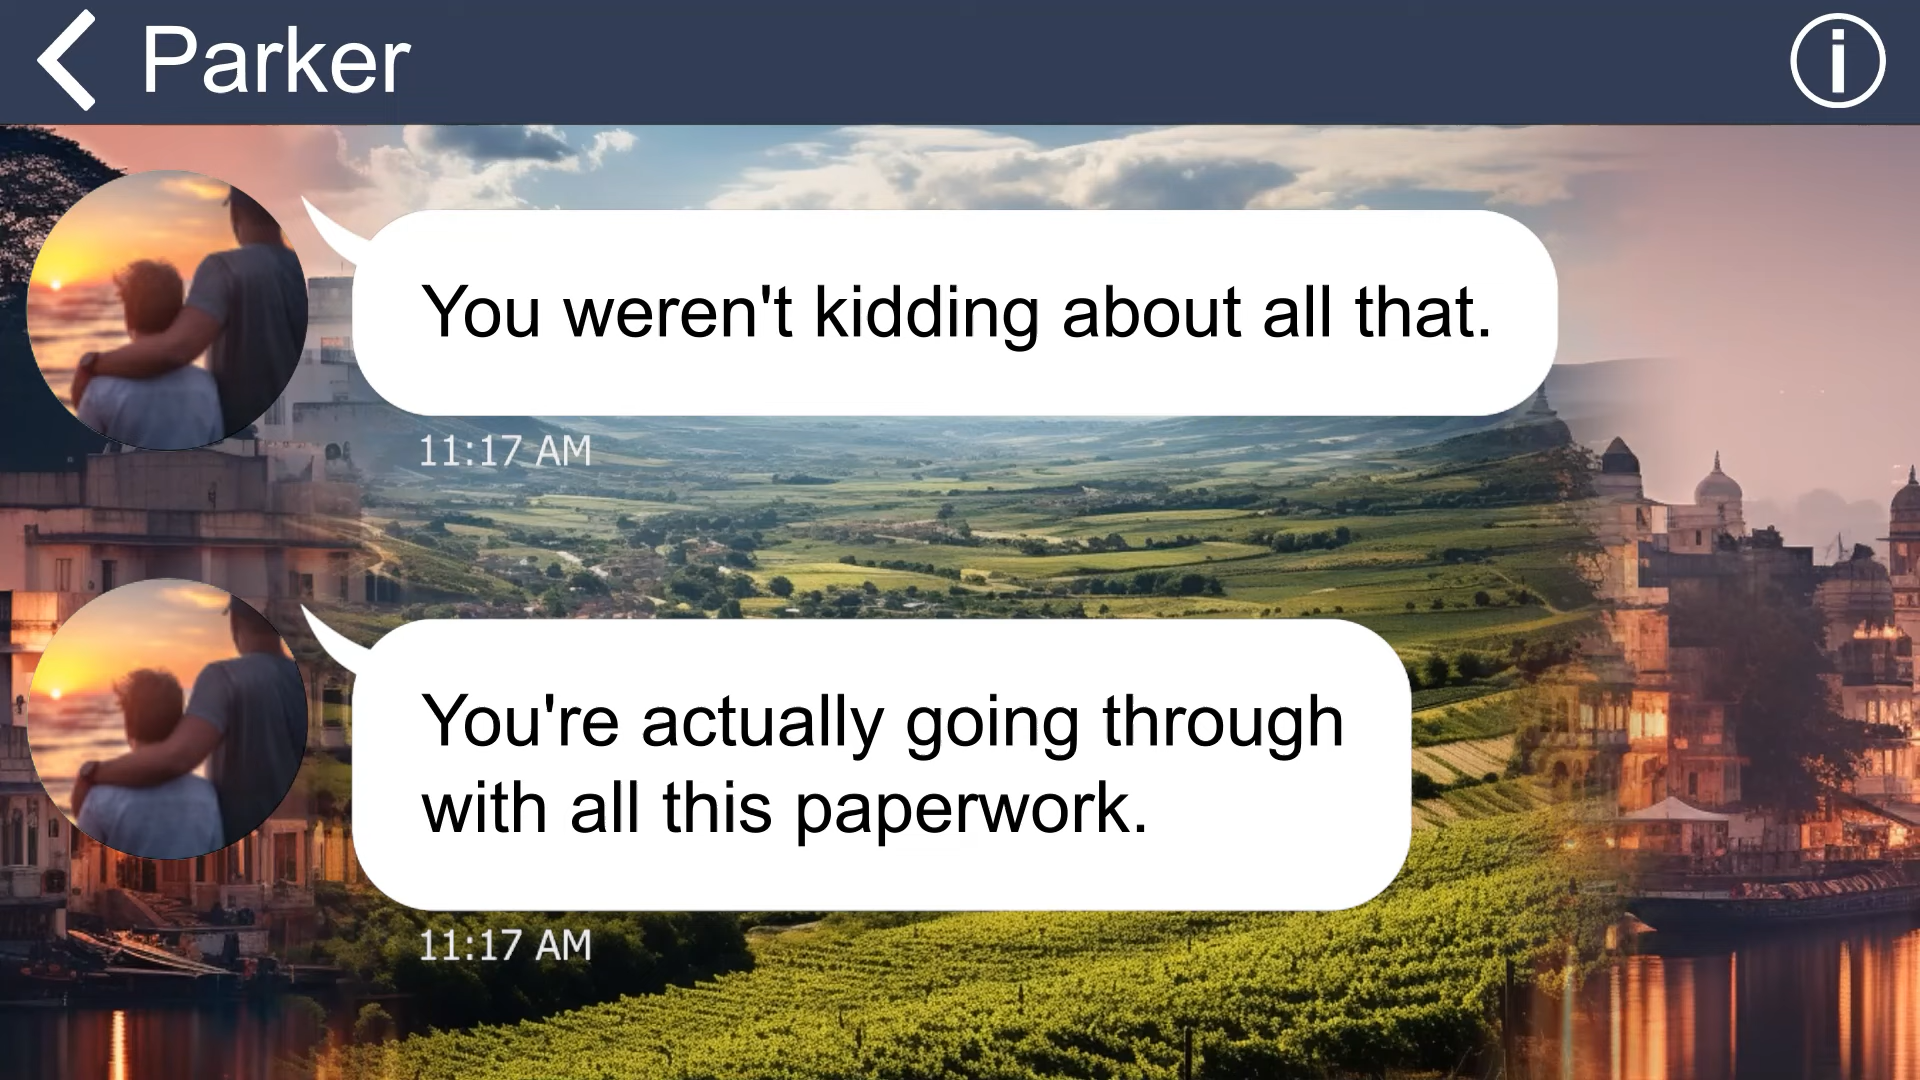 Parker
You weren't kidding about all that.
11:17 AM
You're actually going through
with all this paperwork.
11:17 AM